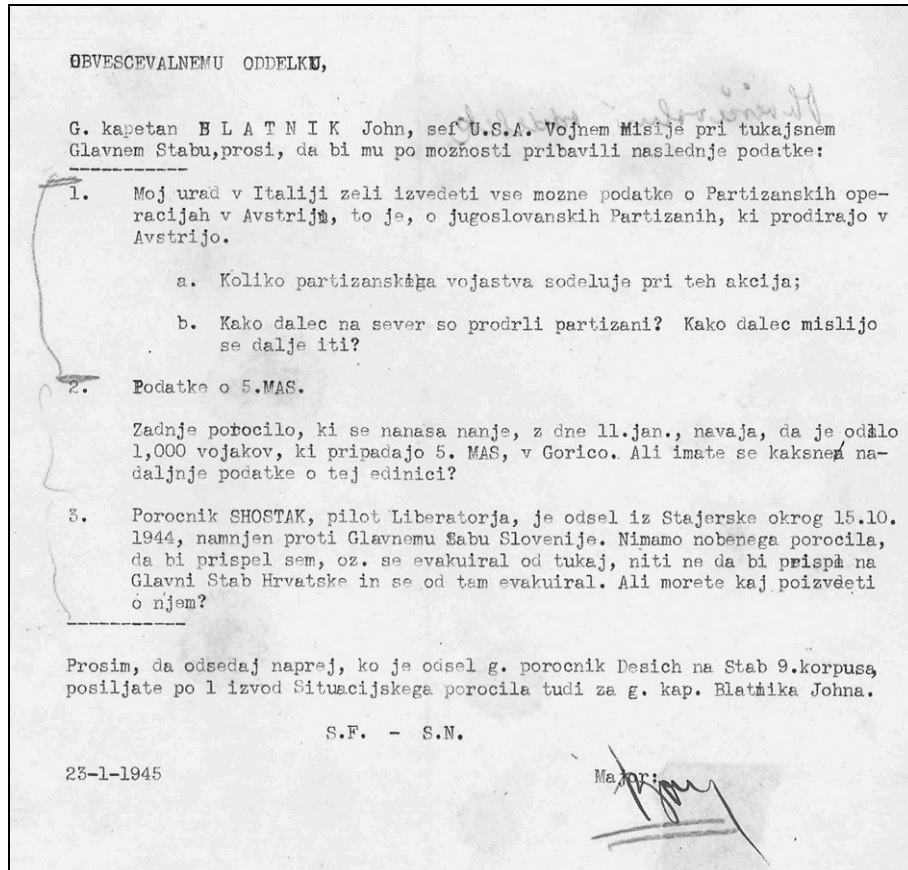 OBVESCEVALNEMU ODDELKU,
G. kapetan B L A T N I K John, sef U.S.A. Vojnem Misije pri tukajsnem
Glavnem Stabu,prosi, da bi mu po moznosti pribavili naslednje podatke:
1. Moj urad v Italiji zeli izvedeti vse mozne podatke o Partizanskih ope-
racijah v Avstriji, to je, o jugoslovanskih Partizanih, ki prodirajo v
Avstrijo.
a. Koliko partizanskega vojastva sodeluje pri teh akcija;
b. Kako dalec na sever so prodrli partizani? Kako dalec mislijo
se dalje iti?
2. Podatke o 5.MAS.
Zadnje porocilo, ki se nanasa nanje, z dne 11.jan., navaja, da je odslo
1,000 vojakov, ki pripadajo 5. MAS, v Gorico. Ali imate se kaksne na-
daljnje podatke o tej edinici?
3. Porocnik SHOSTAK, pilot Liberatorja, je odsel iz Stajerske okrog 15.10.
1944, namnjen proti Glavnemu Sabu Slovenije. Nimamo nobenega porocila,
da bi prispel sem, oz. se evakuiral od tukaj, niti ne da bi prispel na
Glavni Stab Hrvatske in se od tam evakuiral. Ali morete kaj poizvedeti
o njem?
Prosim, da odsedaj naprej, ko je odsel g. porocnik Desich na Stab 9.korpusa,
posiljate po 1 izvod Situacijskega porocila tudi za g. kap. Blatnika Johna.
S.F. - S.N.
23-1-1945 Major: